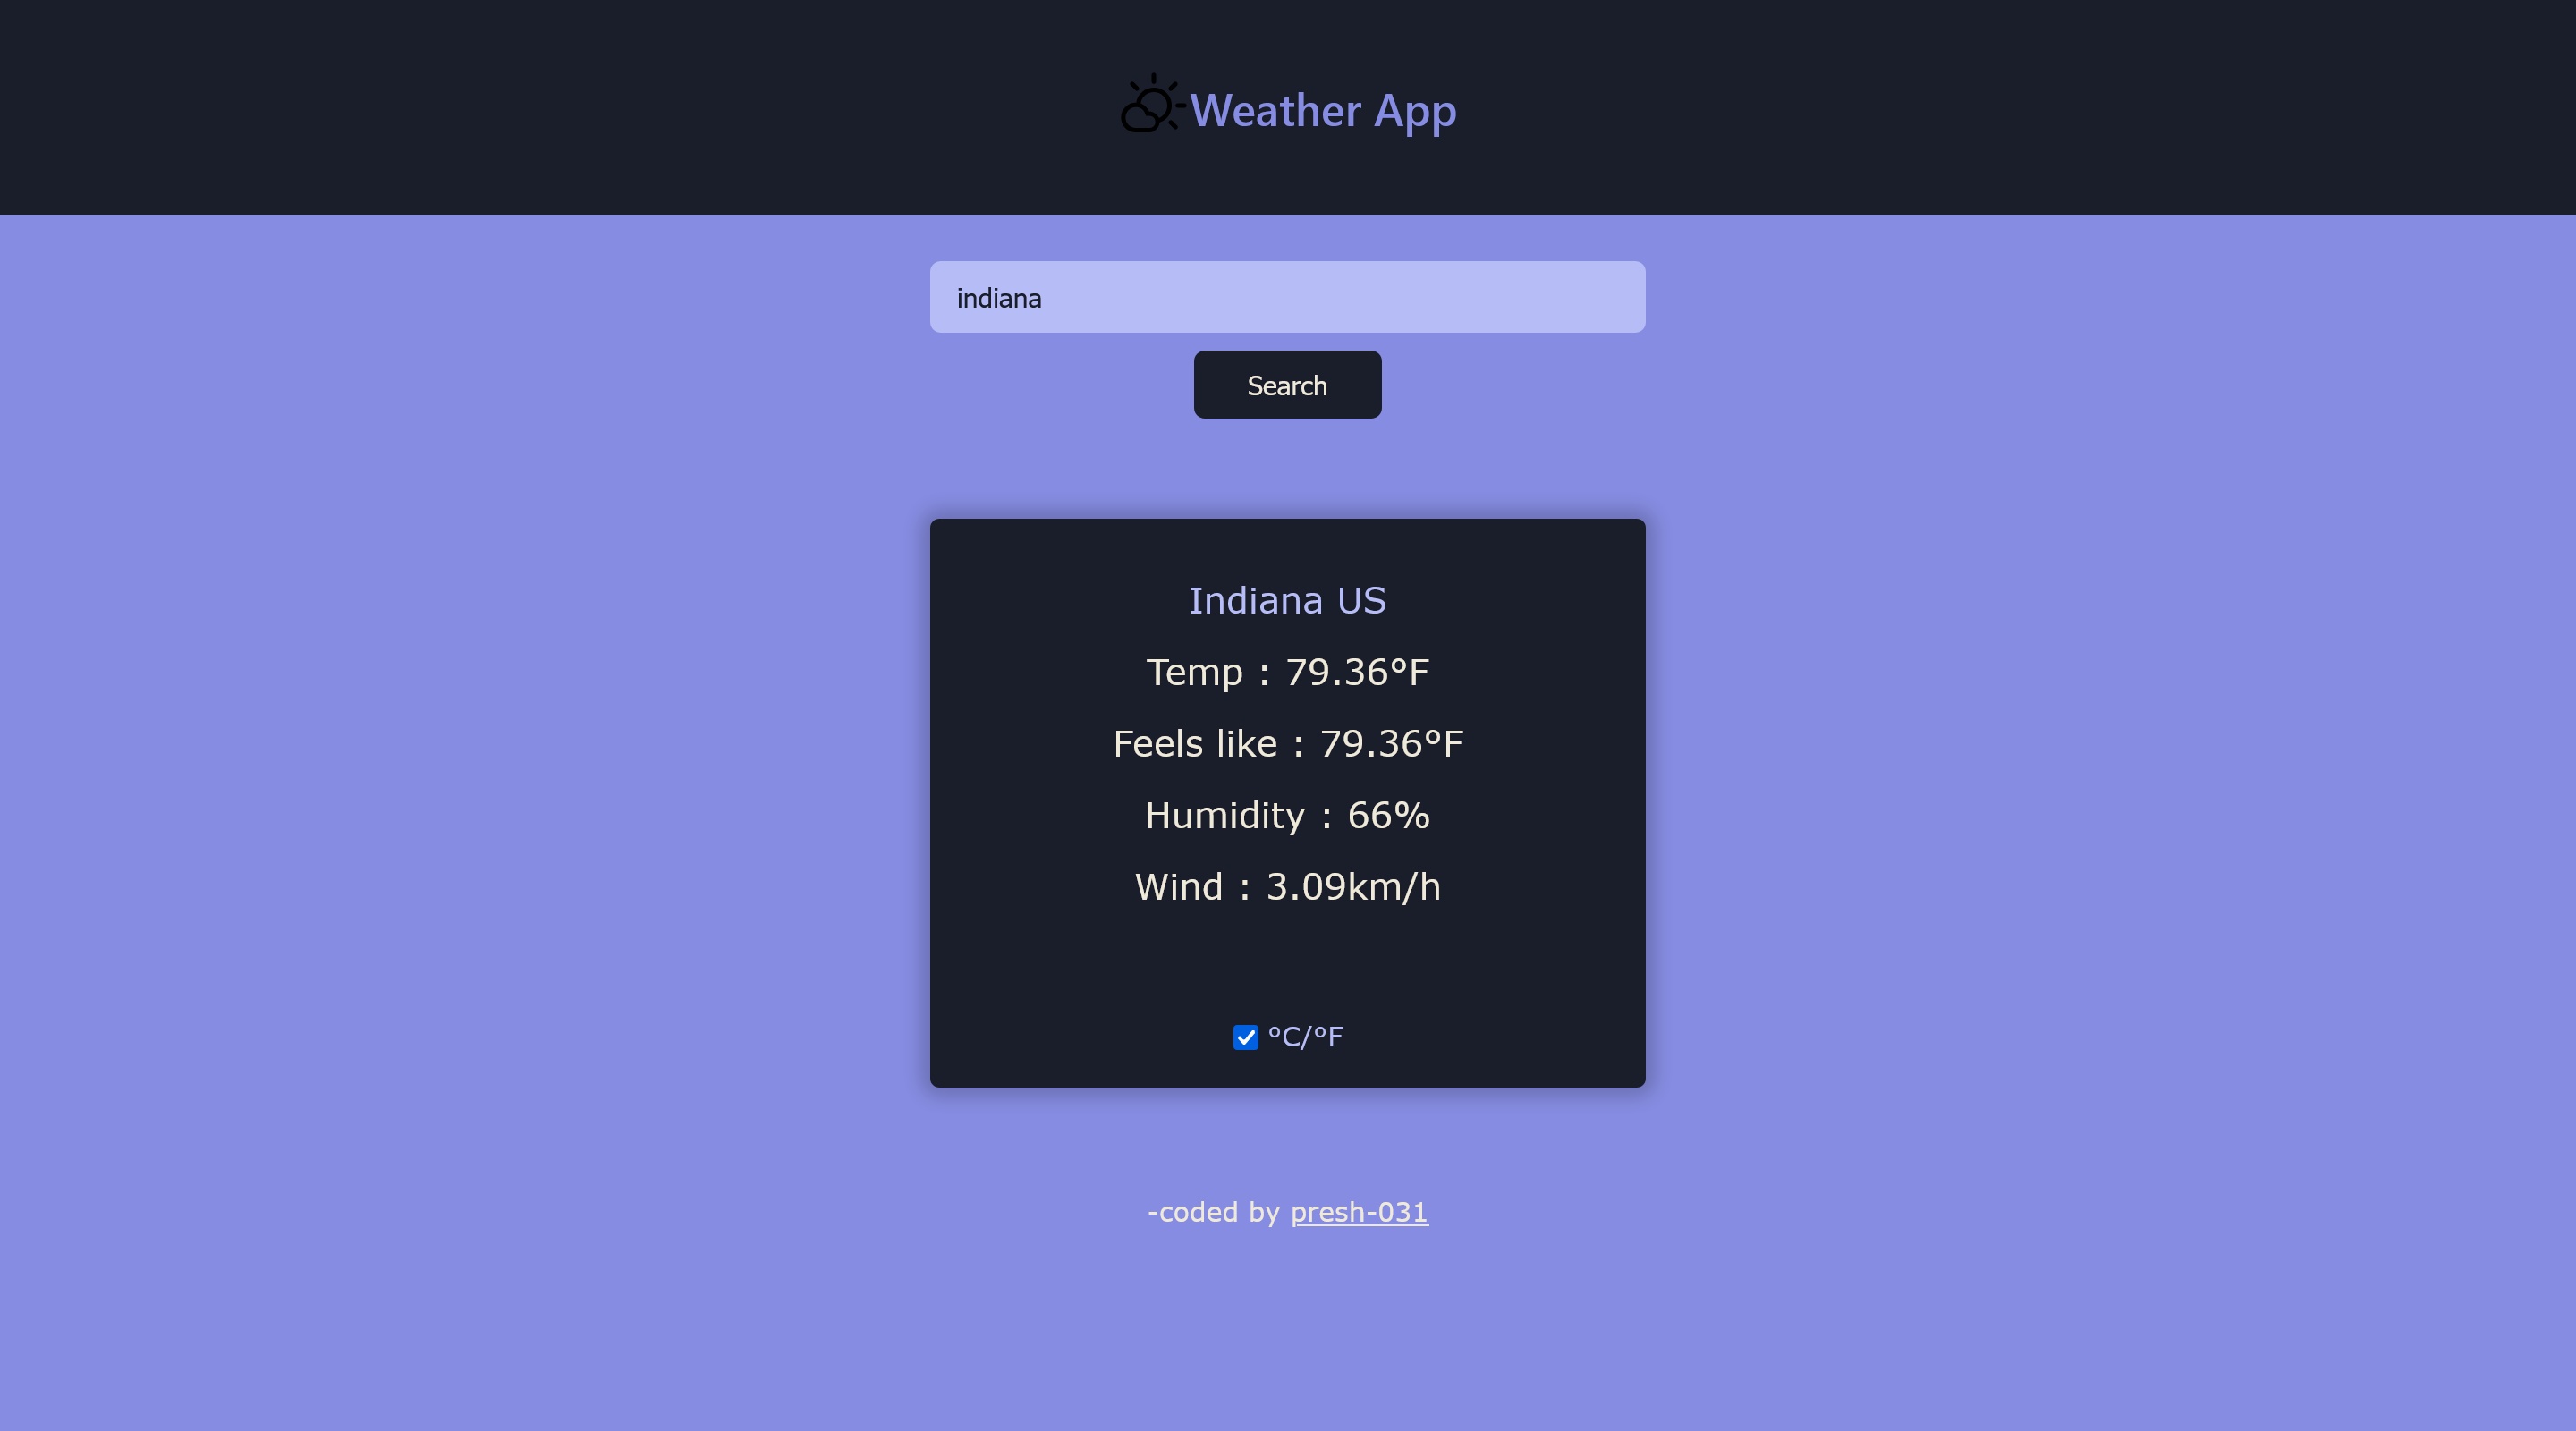 Weather App
indiana
Search
Indiana US
Temp : 79.36°F
Feels like : 79.36°F
Humidity : 66%
Wind : 3.09km/h
°C/°F
-coded by presh-031